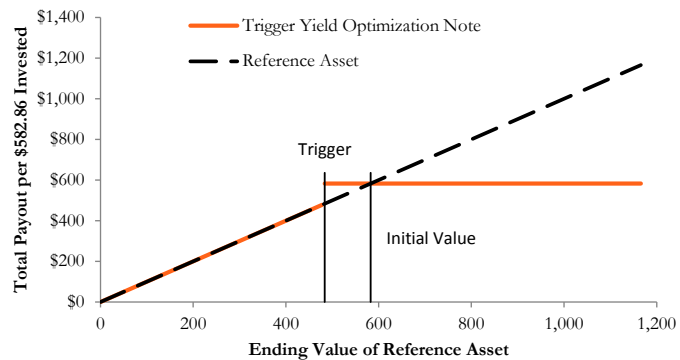 Total Payout per $582.86 Invested
$1,400
$1,200
$1,000
$800
$600
$400
$200
$0
Trigger Yield Optimization Note
Reference Asset
Trigger
Initial Value
0
200
400
600
800
1,000
1,200
Ending Value of Reference Asset